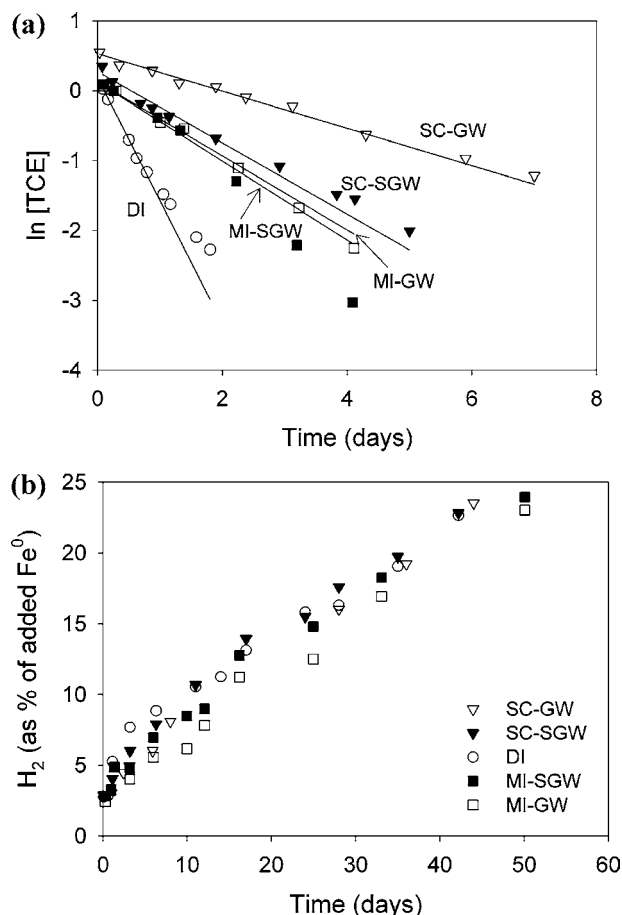 (a)
1
0
-1
-2
-3
-4
ln [TCE]
SC-GW
SC-SGW
DI
MI-SGW
MI-GW
0 2 4 6 8
Time (days)
(b)
25
20
15
10
5
0
H₂ (as % of added Fe⁰)
SC-GW
SC-SGW
DI
MI-SGW
MI-GW
0 10 20 30 40 50 60
Time (days)